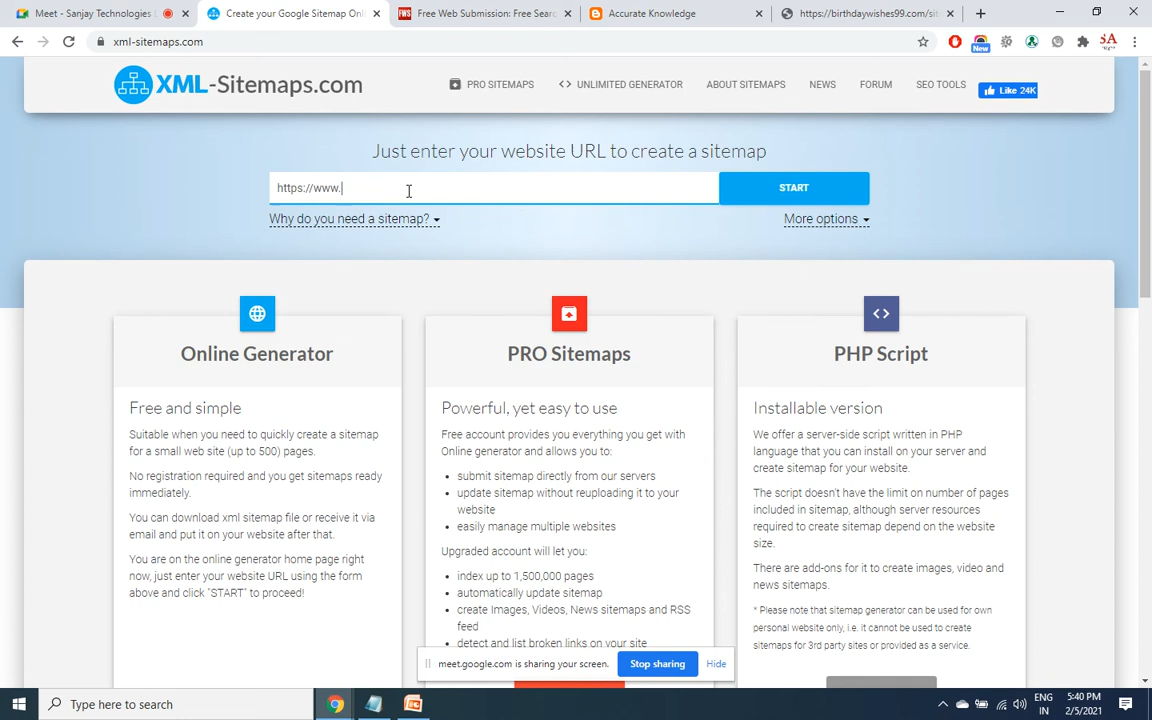 Meet - Sanjay Technologies
Create your Google Sitemap Onl
Free Web Submission: Free Sear
Accurate Knowledge
https://birthdaywishes99.com/sit
xml-sitemaps.com
New
XML-Sitemaps.com
PRO SITEMAPS
UNLIMITED GENERATOR
ABOUT SITEMAPS
NEWS
FORUM
SEO TOOLS
Like 24K
Just enter your website URL to create a sitemap
https://www.
START
Why do you need a sitemap?
More options
Online Generator
Free and simple
Suitable when you need to quickly create a sitemap
for a small web site (up to 500) pages.
No registration required and you get sitemaps ready
immediately.
You can download xml sitemap file or receive it via
email and put it on your website after that.
You are on the online generator home page right
now, just enter your website URL using the form
above and click "START" to proceed!
PRO Sitemaps
Powerful, yet easy to use
Free account provides you everything you get with
Online generator and allows you to:
submit sitemap directly from our servers
update sitemap without reuploading it to your
website
easily manage multiple websites
Upgraded account will let you:
index up to 1,500,000 pages
automatically update sitemap
create Images, Videos, News sitemaps and RSS
feed
detect and list broken links on your site
PHP Script
Installable version
We offer a server-side script written in PHP
language that you can install on your server and
create sitemap for your website.
The script doesn't have the limit on number of pages
included in sitemap, although server resources
required to create sitemap depend on the website
size.
There are add-ons for it to create images, video and
news sitemaps.
* Please note that sitemap generator can be used for own
personal website only, i.e. it cannot be used to create
sitemaps for 3rd party sites or provided as a service.
meet.google.com is sharing your screen.
Stop sharing
Hide
Type here to search
ENG
IN
5:40 PM
2/5/2021